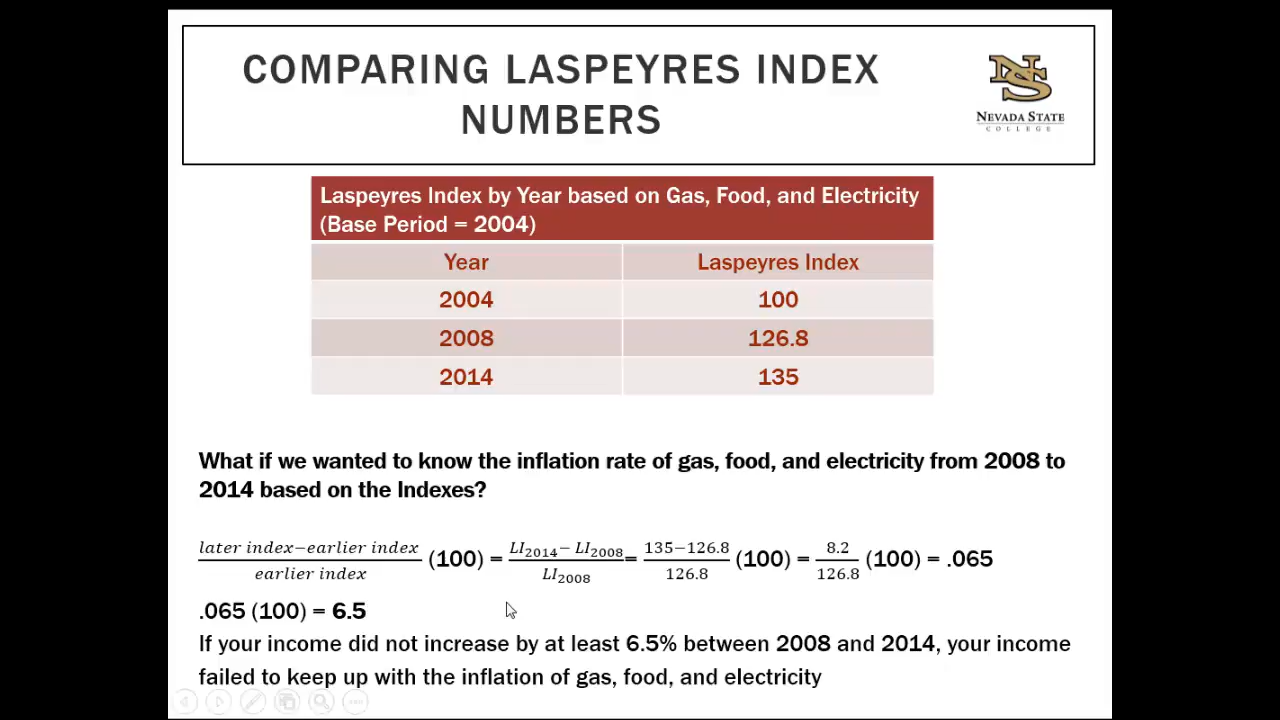 COMPARING LASPEYRES INDEX
NUMBERS
NS
NEVADA STATE
COLLEGE
Laspeyres Index by Year based on Gas, Food, and Electricity
(Base Period = 2004)
Year Laspeyres Index
2004 100
2008 126.8
2014 135
What if we wanted to know the inflation rate of gas, food, and electricity from 2008 to
2014 based on the Indexes?
later index−earlier index / earlier index (100) = LI2014− LI2008 / LI2008 = 135−126.8 / 126.8 (100) = 8.2 / 126.8 (100) = .065
.065 (100) = 6.5
If your income did not increase by at least 6.5% between 2008 and 2014, your income
failed to keep up with the inflation of gas, food, and electricity